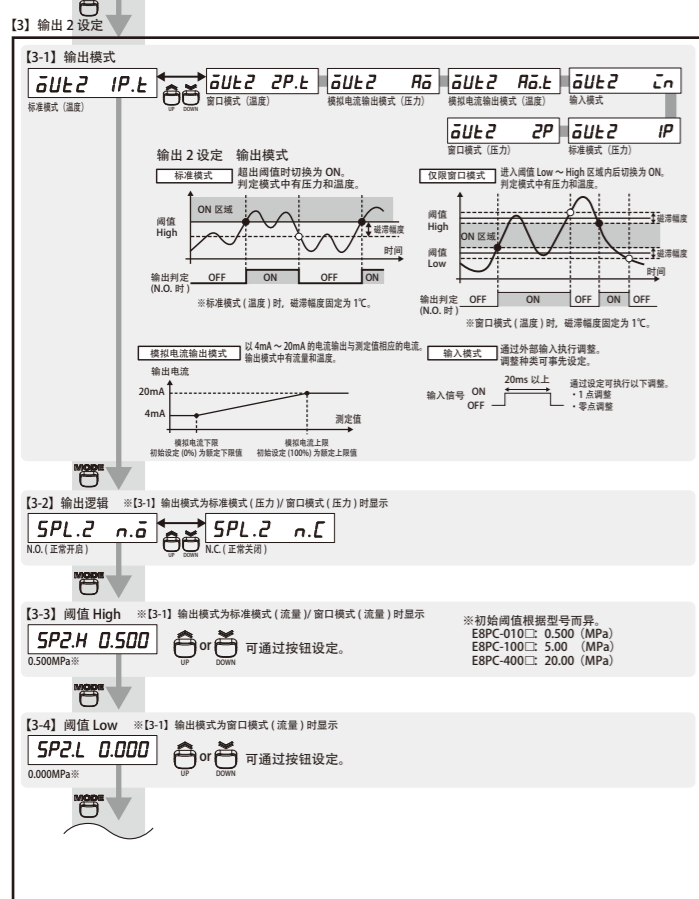 【3】输出 2 设定
【3-1】输出模式
oUt2 1P.t
标准模式（温度）
UP DOWN
oUt2 2P.t
窗口模式（温度）
oUt2 Ao
模拟电流输出模式（压力）
oUt2 Ao.t
模拟电流输出模式（温度）
oUt2 in
输入模式
oUt2 2P
窗口模式（压力）
oUt2 1P
标准模式（压力）
输出 2 设定 输出模式
标准模式
超出阈值时切换为 ON。
判定模式中有压力和温度。
ON 区域
阈值
High
磁滞幅度
时间
输出判定
(N.O. 时 )
OFF ON OFF ON
※标准模式 ( 温度 ) 时，磁滞幅度固定为 1℃。
仅限窗口模式
进入阈值 Low ～ High 区域内后切换为 ON。
判定模式中有压力和温度。
阈值
High
磁滞幅度
ON 区域
阈值
Low
磁滞幅度
时间
输出判定
(N.O. 时 )
OFF ON OFF ON OFF
※窗口模式 ( 温度 ) 时，磁滞幅度固定为 1℃。
模拟电流输出模式
以 4mA ～ 20mA 的电流输出与测定值相应的电流。
输出模式中有流量和温度。
输出电流
20mA
4mA
测定值
模拟电流下限
初始设定 (0%) 为额定下限值
模拟电流上限
初始设定 (100%) 为额定上限值
输入模式
通过外部输入执行调整。
调整种类可事先设定。
输入信号 ON
OFF
20ms 以上
通过设定可执行以下调整。
・1 点调整
・零点调整
MODE
【3-2】输出逻辑 ※【3-1】输出模式为标准模式 ( 压力 )/ 窗口模式 ( 压力 ) 时显示
SPL.2 n.o
N.O. ( 正常开启 )
UP DOWN
SPL.2 n.C
N.C. ( 正常关闭 )
MODE
【3-3】阈值 High ※【3-1】输出模式为标准模式 ( 流量 )/ 窗口模式 ( 流量 ) 时显示
SP2.H 0.500
0.500MPa※
UP or DOWN 可通过按钮设定。
※初始阈值根据型号而异。
E8PC-010□: 0.500（MPa）
E8PC-100□: 5.00 （MPa）
E8PC-400□: 20.00（MPa）
MODE
【3-4】阈值 Low ※【3-1】输出模式为窗口模式 ( 流量 ) 时显示
SP2.L 0.000
0.000MPa※
UP or DOWN 可通过按钮设定。
MODE